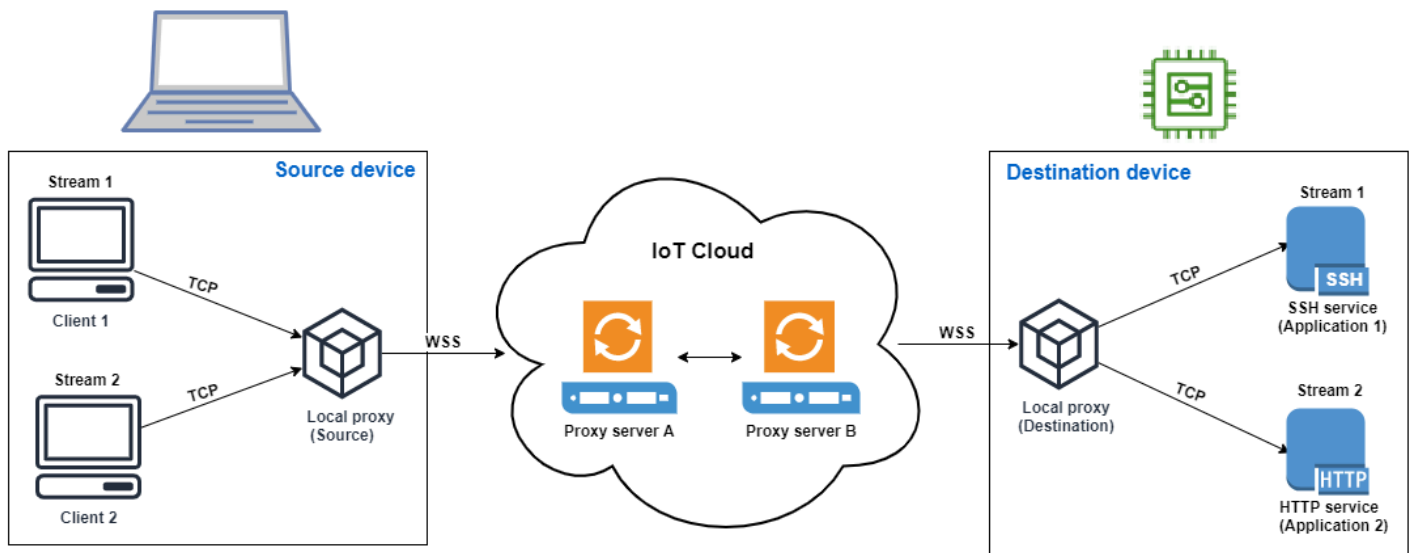 Source device
Stream 1
TCP
Client 1
Stream 2
TCP
Client 2
Local proxy
(Source)
WSS
IoT Cloud
Proxy server A
Proxy server B
WSS
Destination device
Local proxy
(Destination)
TCP
Stream 1
SSH
SSH service
(Application 1)
TCP
Stream 2
HTTP
HTTP service
(Application 2)